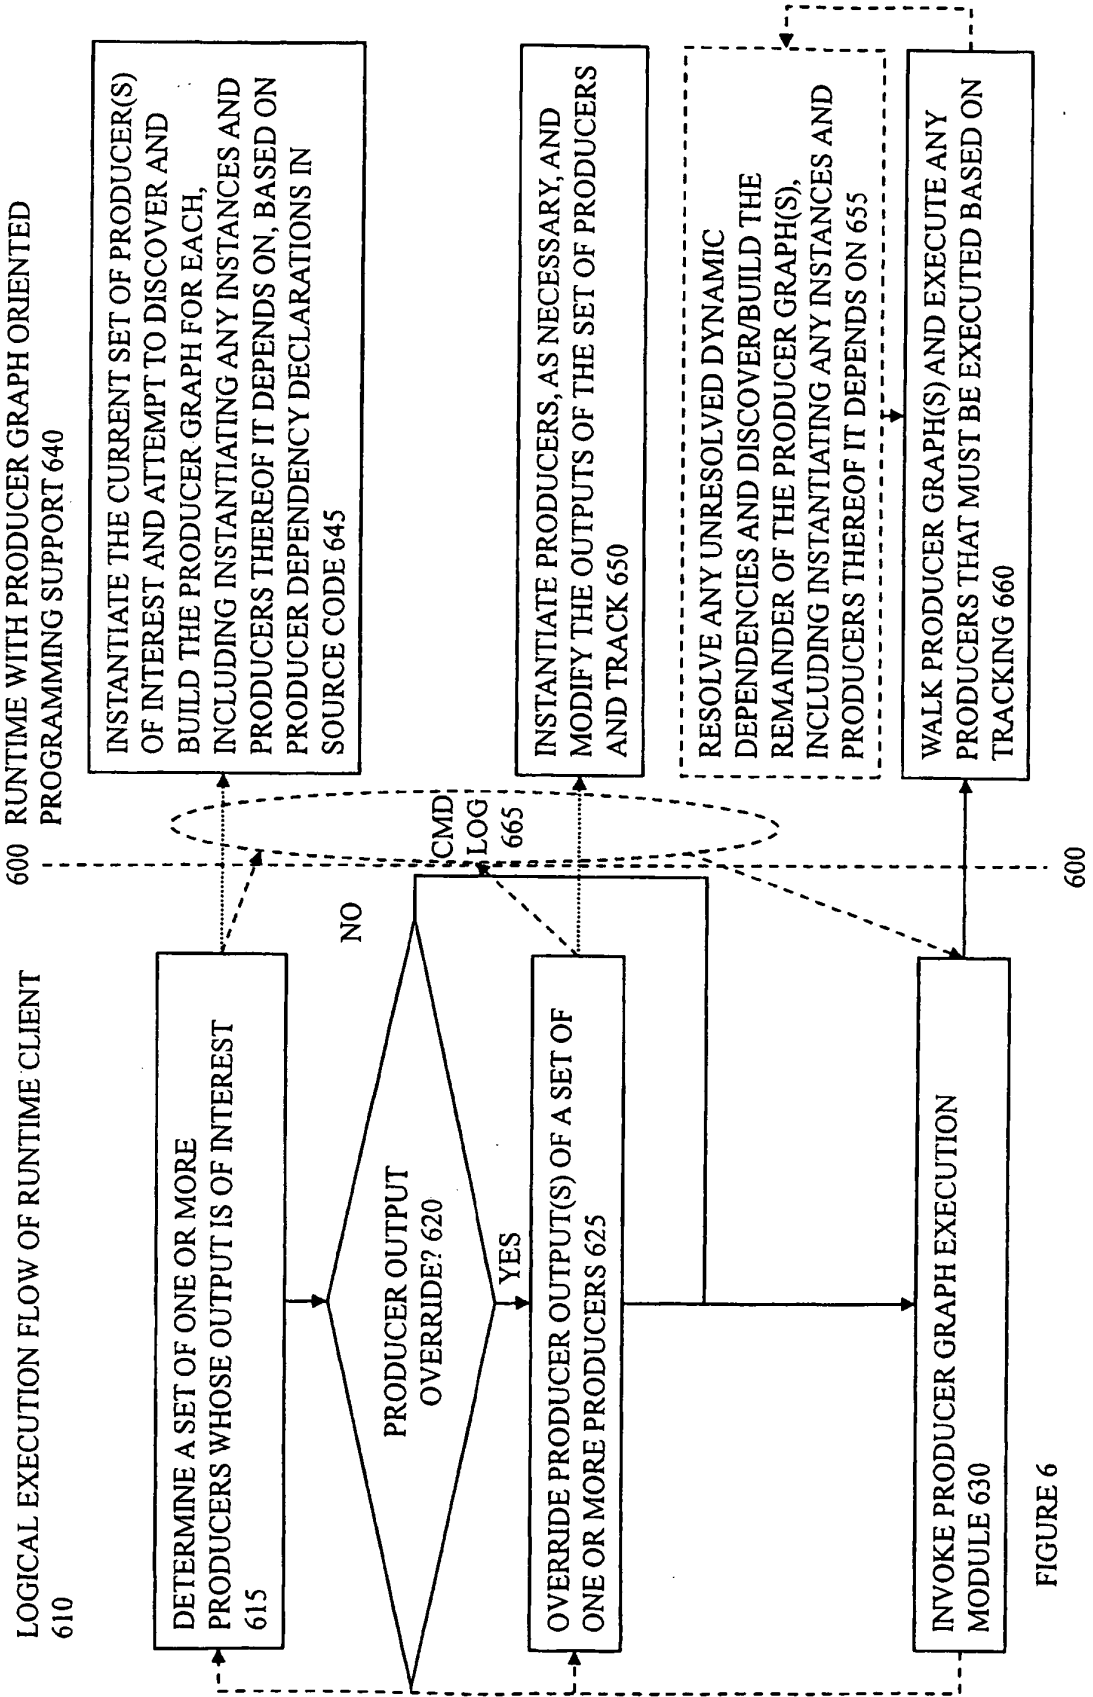 LOGICAL EXECUTION FLOW OF RUNTIME CLIENT
610
600
RUNTIME WITH PRODUCER GRAPH ORIENTED
PROGRAMMING SUPPORT 640
DETERMINE A SET OF ONE OR MORE
PRODUCERS WHOSE OUTPUT IS OF INTEREST
615
INSTANTIATE THE CURRENT SET OF PRODUCER(S)
OF INTEREST AND ATTEMPT TO DISCOVER AND
BUILD THE PRODUCER GRAPH FOR EACH,
INCLUDING INSTANTIATING ANY INSTANCES AND
PRODUCERS THEREOF IT DEPENDS ON, BASED ON
PRODUCER DEPENDENCY DECLARATIONS IN
SOURCE CODE 645
NO
PRODUCER OUTPUT
OVERRIDE? 620
YES
CMD
LOG
665
OVERRIDE PRODUCER OUTPUT(S) OF A SET OF
ONE OR MORE PRODUCERS 625
INSTANTIATE PRODUCERS, AS NECESSARY, AND
MODIFY THE OUTPUTS OF THE SET OF PRODUCERS
AND TRACK 650
RESOLVE ANY UNRESOLVED DYNAMIC
DEPENDENCIES AND DISCOVER/BUILD THE
REMAINDER OF THE PRODUCER GRAPH(S),
INCLUDING INSTANTIATING ANY INSTANCES AND
PRODUCERS THEREOF IT DEPENDS ON 655
INVOKE PRODUCER GRAPH EXECUTION
MODULE 630
WALK PRODUCER GRAPH(S) AND EXECUTE ANY
PRODUCERS THAT MUST BE EXECUTED BASED ON
TRACKING 660
600
FIGURE 6